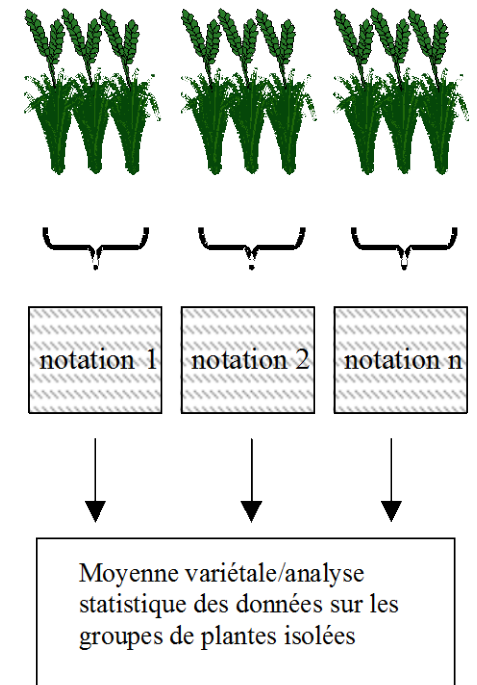 notation 1
notation 2
notation n
Moyenne variétale/analyse
statistique des données sur les
groupes de plantes isolées